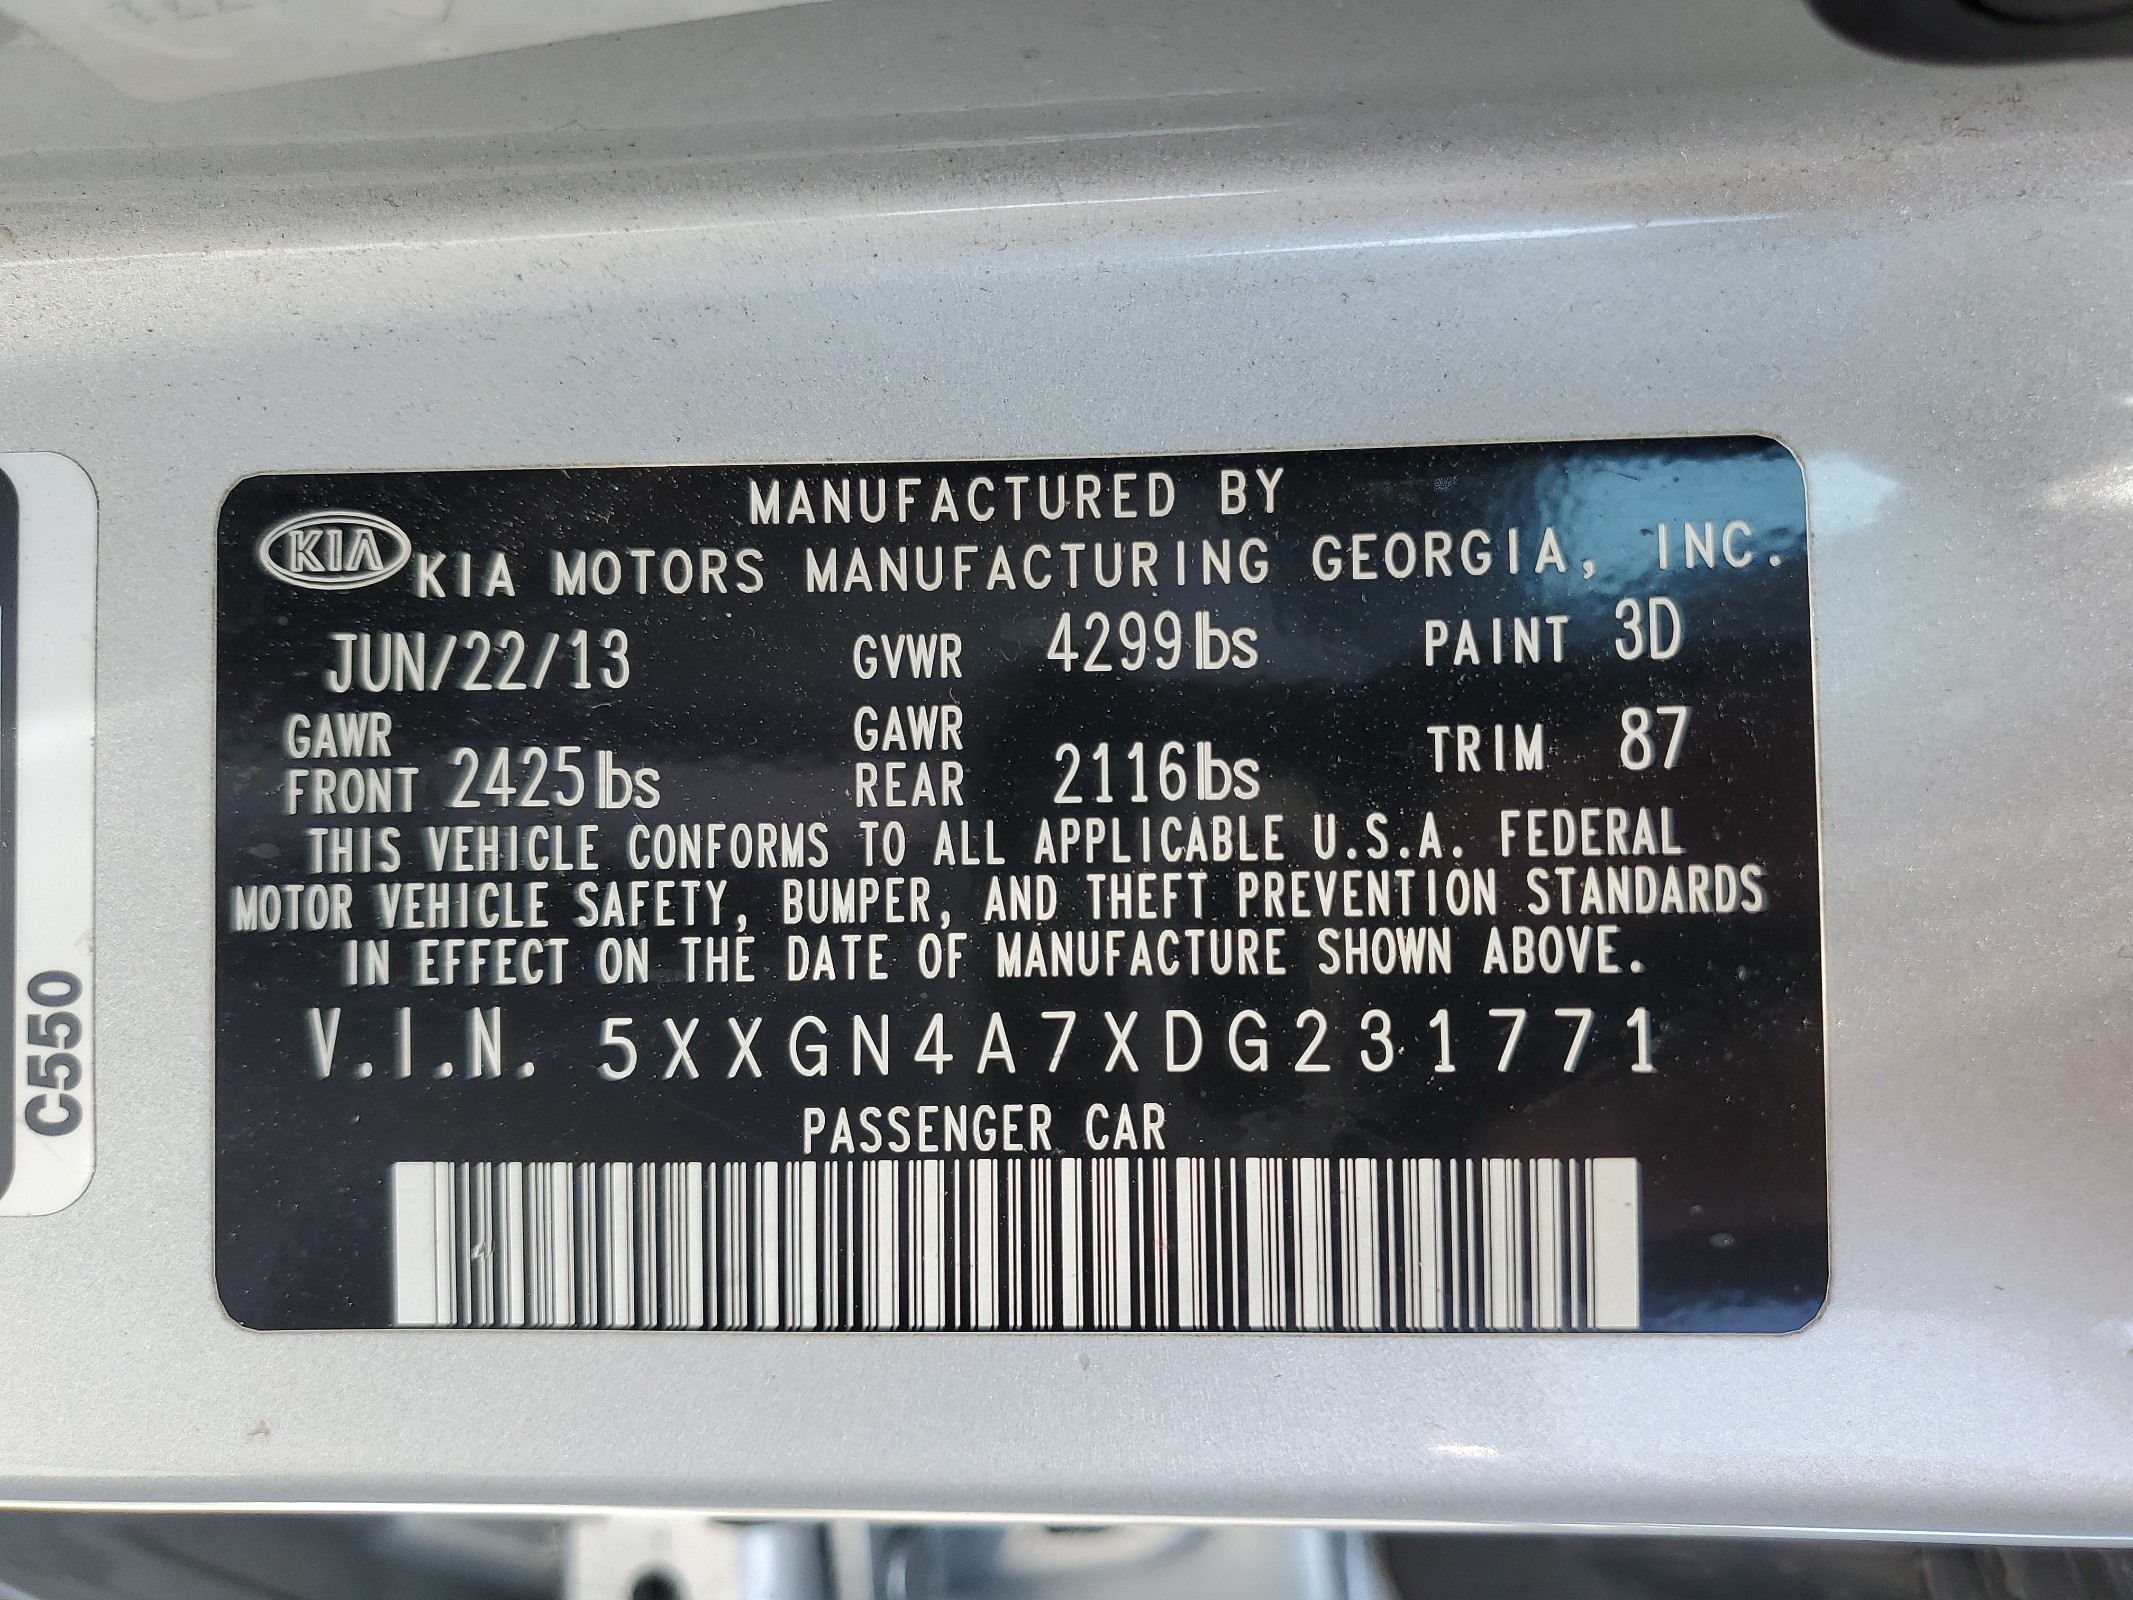 MANUFACTURED BY
KIA KIA MOTORS MANUFACTURING GEORGIA, INC.
JUN/22/13 GVWR 4299lbs PAINT 3D
GAWR FRONT 2425lbs GAWR REAR 2116lbs TRIM 87
THIS VEHICLE CONFORMS TO ALL APPLICABLE U.S.A. FEDERAL
MOTOR VEHICLE SAFETY, BUMPER, AND THEFT PREVENTION STANDARDS
IN EFFECT ON THE DATE OF MANUFACTURE SHOWN ABOVE.
V.I.N. 5XXGN4A7XDG231771
PASSENGER CAR
C550